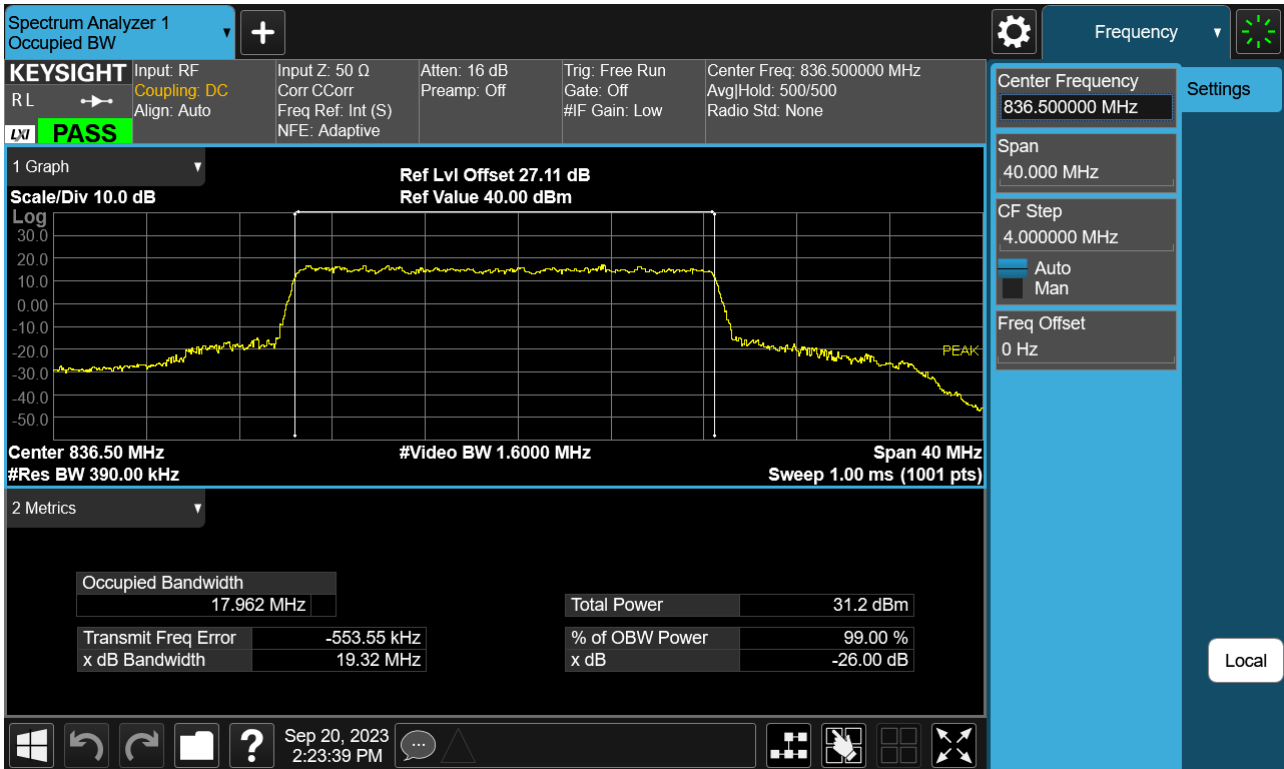 Spectrum Analyzer 1
Occupied BW
Frequency
KEYSIGHT
R L
LXI
PASS
Input: RF
Coupling: DC
Align: Auto
Input Z: 50 Ω
Corr CCorr
Freq Ref: Int (S)
NFE: Adaptive
Atten: 16 dB
Preamp: Off
Trig: Free Run
Gate: Off
#IF Gain: Low
Center Freq: 836.500000 MHz
Avg|Hold: 500/500
Radio Std: None
Center Frequency
836.500000 MHz
Settings
Span
40.000 MHz
CF Step
4.000000 MHz
Auto
Man
Freq Offset
0 Hz
Local
1 Graph
Scale/Div 10.0 dB
Ref Lvl Offset 27.11 dB
Ref Value 40.00 dBm
Log
30.0
20.0
10.0
0.00
-10.0
-20.0
-30.0
-40.0
-50.0
PEAK
Center 836.50 MHz
#Video BW 1.6000 MHz
Span 40 MHz
#Res BW 390.00 kHz
Sweep 1.00 ms (1001 pts)
2 Metrics
Occupied Bandwidth
17.962 MHz
Total Power 31.2 dBm
Transmit Freq Error -553.55 kHz
% of OBW Power 99.00 %
x dB Bandwidth 19.32 MHz
x dB -26.00 dB
?
Sep 20, 2023
2:23:39 PM